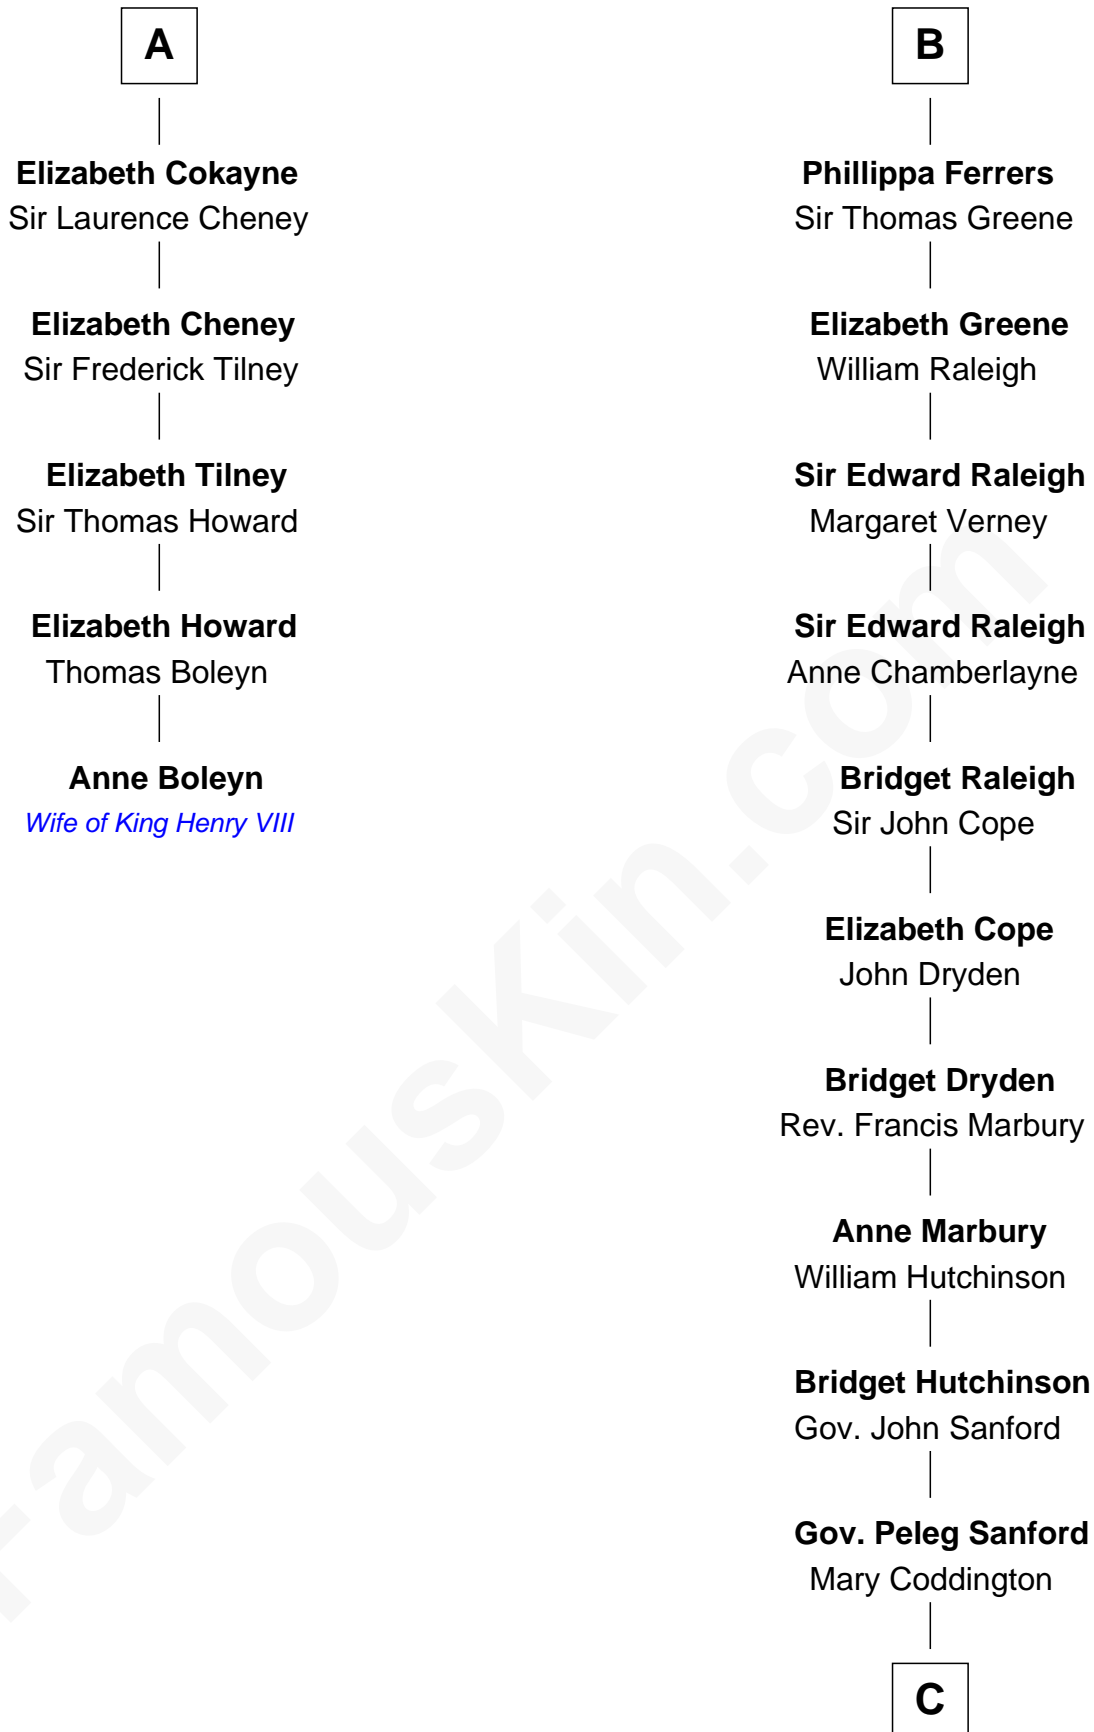 A
Elizabeth Cokayne
Sir Laurence Cheney
Elizabeth Cheney
Sir Frederick Tilney
Elizabeth Tilney
Sir Thomas Howard
Elizabeth Howard
Thomas Boleyn
Anne Boleyn
Wife of King Henry VIII
B
Phillippa Ferrers
Sir Thomas Greene
Elizabeth Greene
William Raleigh
Sir Edward Raleigh
Margaret Verney
Sir Edward Raleigh
Anne Chamberlayne
Bridget Raleigh
Sir John Cope
Elizabeth Cope
John Dryden
Bridget Dryden
Rev. Francis Marbury
Anne Marbury
William Hutchinson
Bridget Hutchinson
Gov. John Sanford
Gov. Peleg Sanford
Mary Coddington
C
FamousKin.com